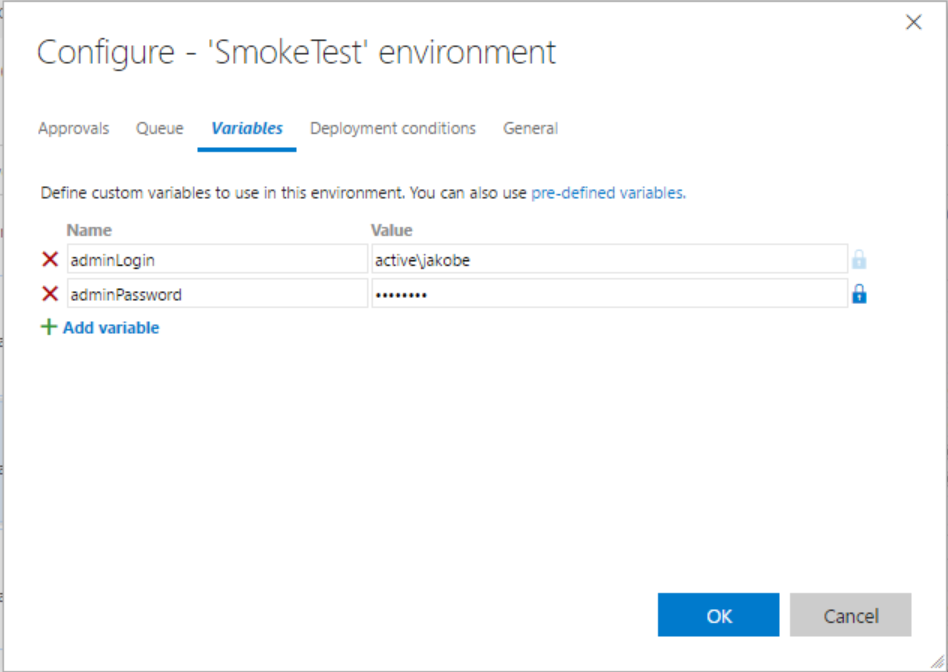 Configure - 'SmokeTest' environment
Approvals Queue Variables Deployment conditions General
Define custom variables to use in this environment. You can also use pre-defined variables.
Name Value
adminLogin active\jakobe
adminPassword ••••••••
Add variable
OK Cancel